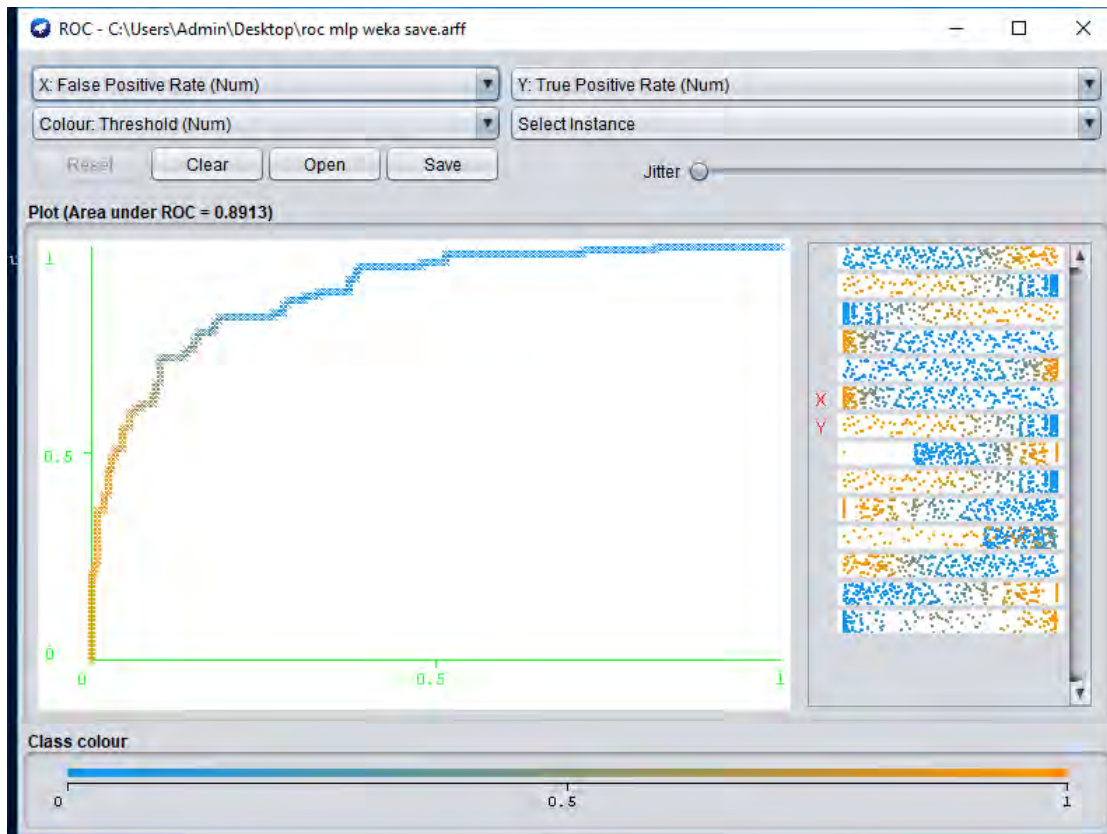 ROC - C:\Users\Admin\Desktop\roc mlp weka save.arff
X: False Positive Rate (Num) Y: True Positive Rate (Num)
Colour: Threshold (Num) Select Instance
Reset Clear Open Save Jitter
Plot (Area under ROC = 0.8913)
1
X
Y
0.5
0
0 0.5 1
Class colour
0 0.5 1